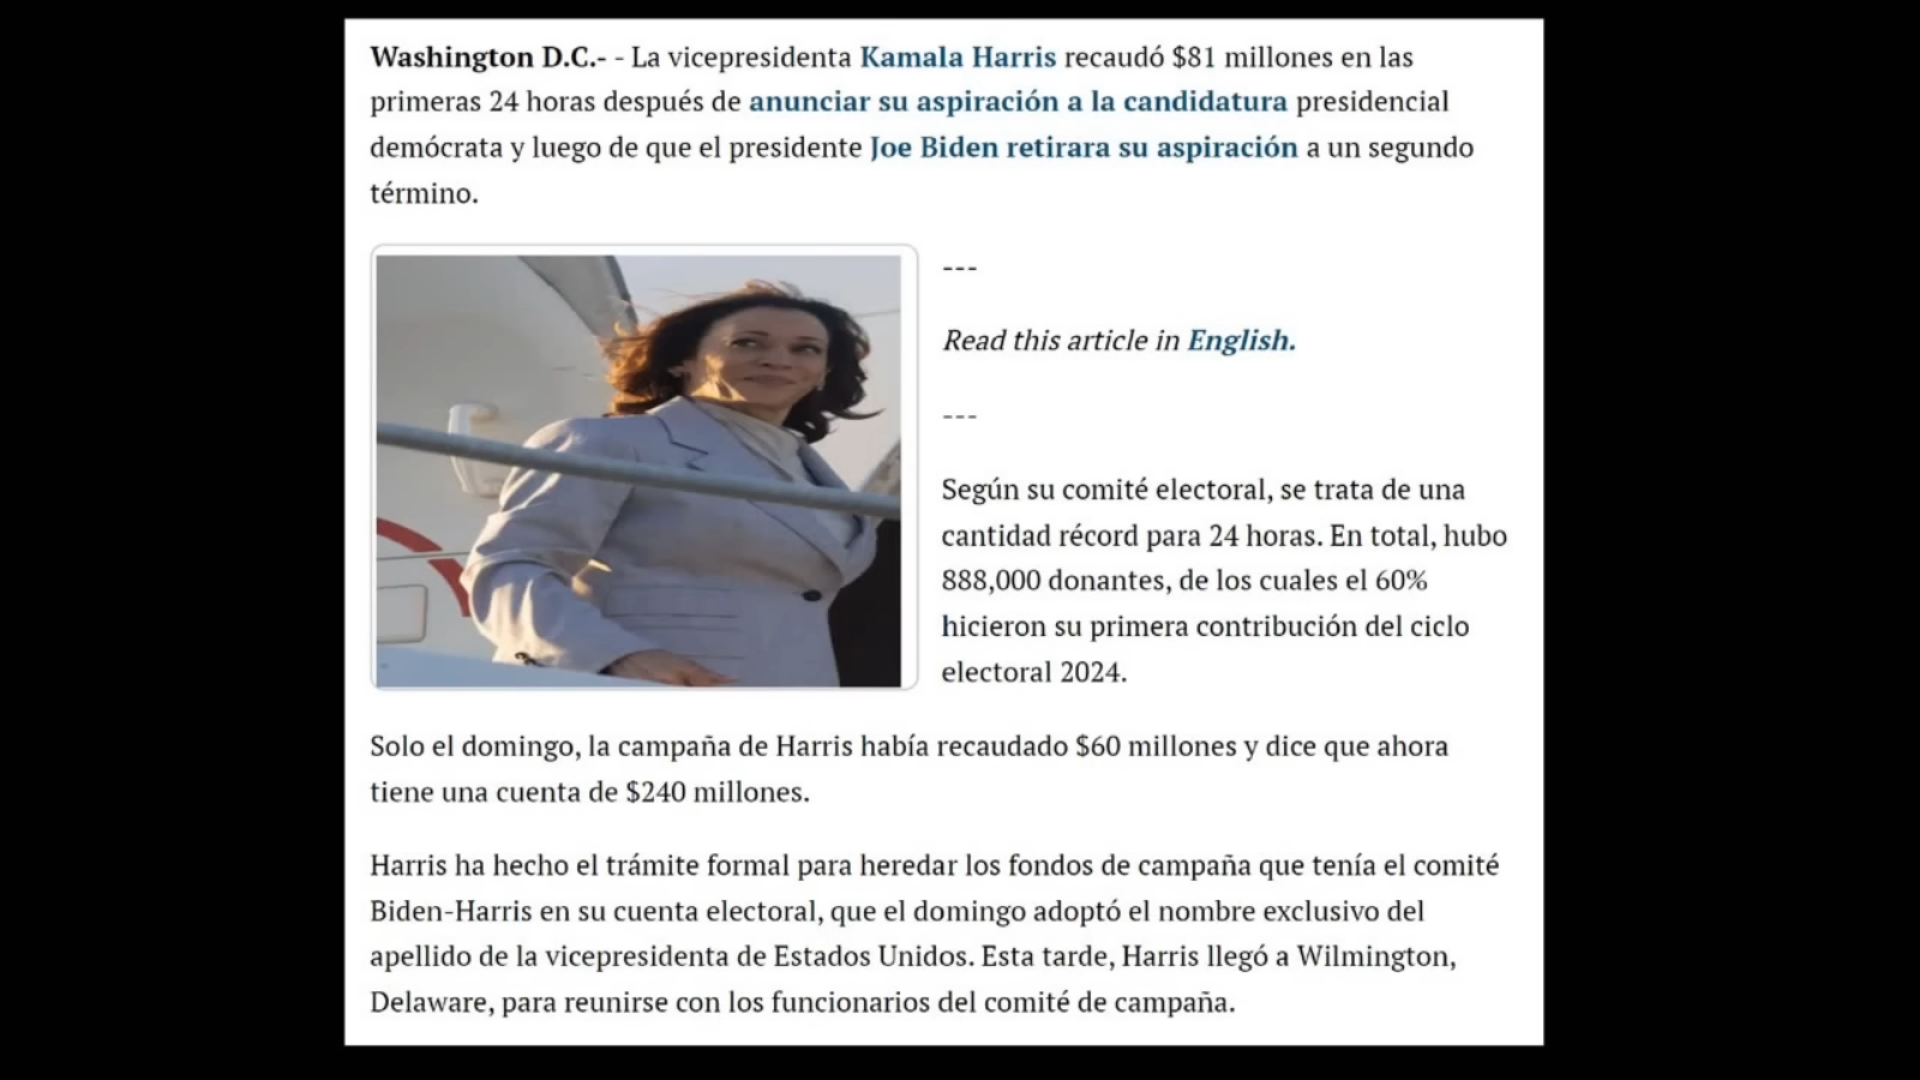 Washington D.C.- - La vicepresidenta Kamala Harris recaudó $81 millones en las
primeras 24 horas después de anunciar su aspiración a la candidatura presidencial
demócrata y luego de que el presidente Joe Biden retirara su aspiración a un segundo
término.
---
Read this article in English.
---
Según su comité electoral, se trata de una
cantidad récord para 24 horas. En total, hubo
888,000 donantes, de los cuales el 60%
hicieron su primera contribución del ciclo
electoral 2024.
Solo el domingo, la campaña de Harris había recaudado $60 millones y dice que ahora
tiene una cuenta de $240 millones.
Harris ha hecho el trámite formal para heredar los fondos de campaña que tenía el comité
Biden-Harris en su cuenta electoral, que el domingo adoptó el nombre exclusivo del
apellido de la vicepresidenta de Estados Unidos. Esta tarde, Harris llegó a Wilmington,
Delaware, para reunirse con los funcionarios del comité de campaña.